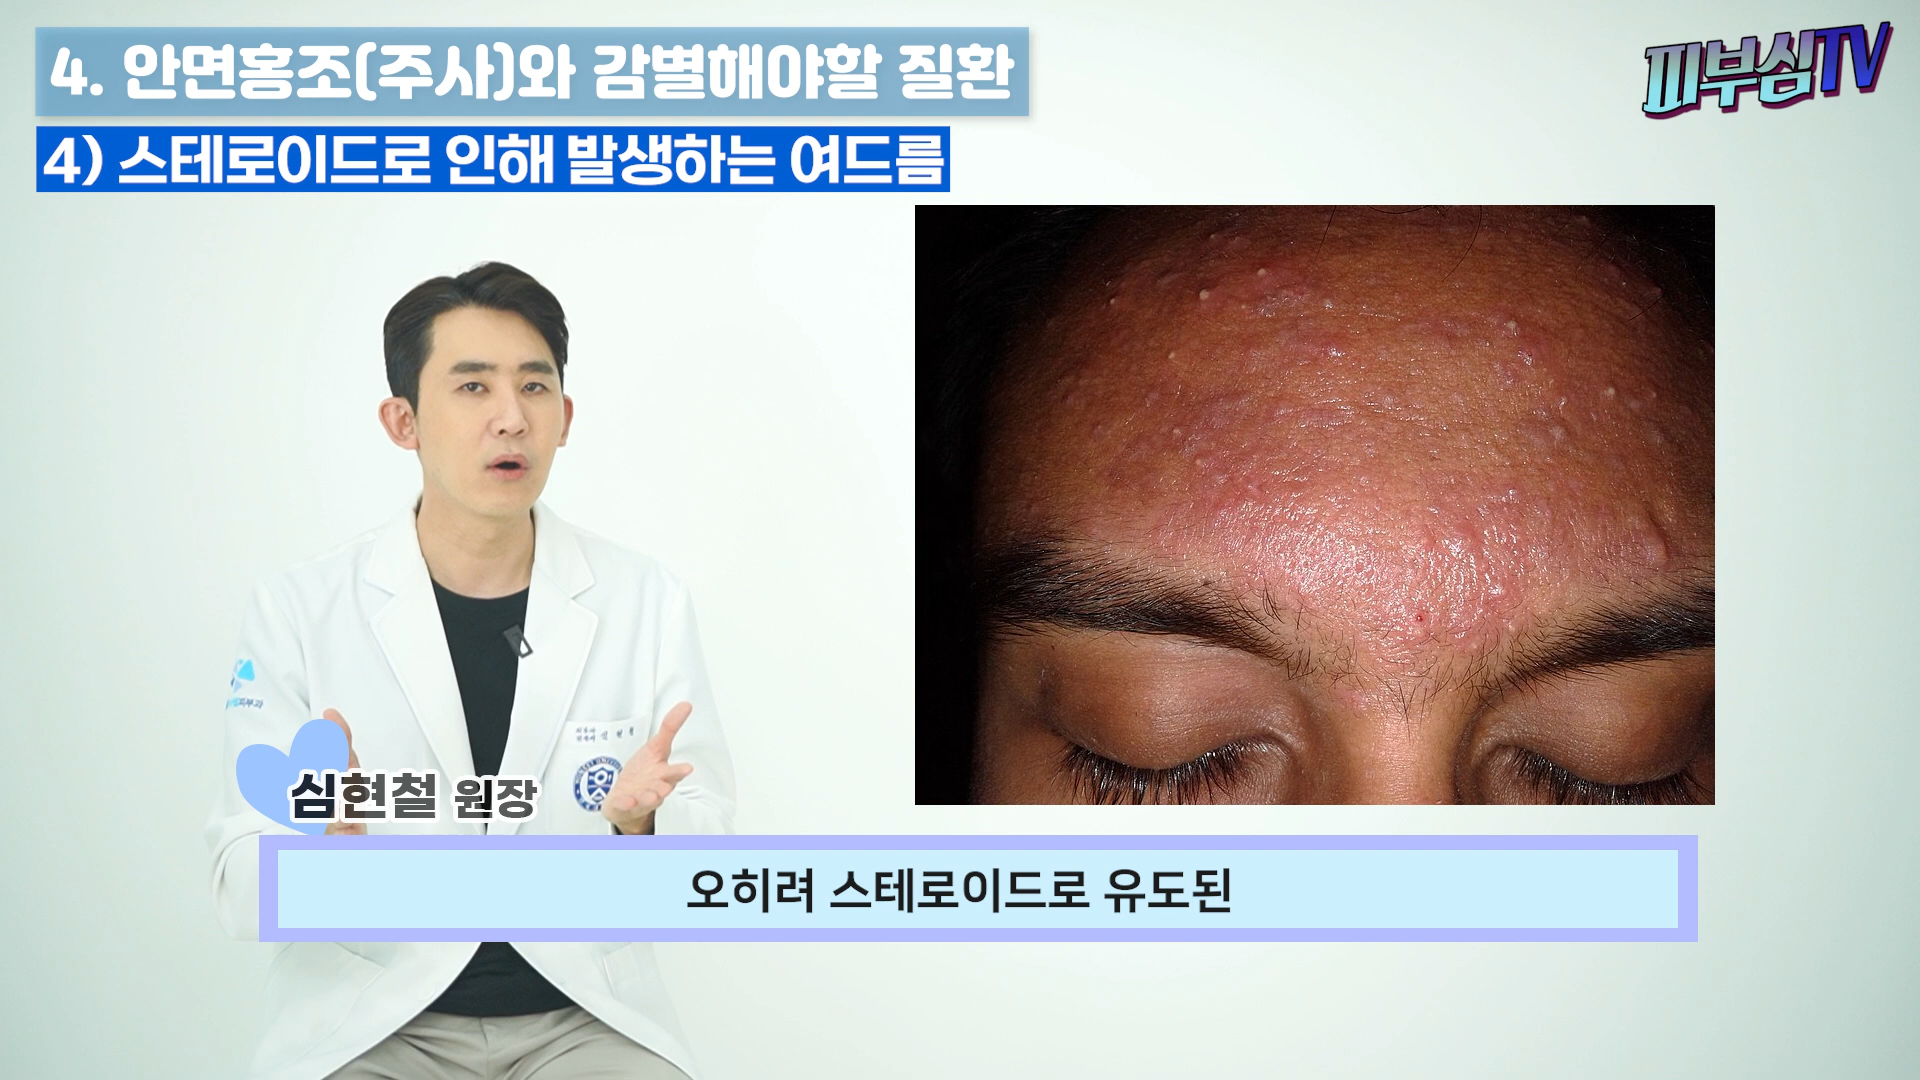 4. 안면홍조(주사)와 감별해야할 질환
피부심TV
4) 스테로이드로 인해 발생하는 여드름
심현철 원장
오히려 스테로이드로 유도된